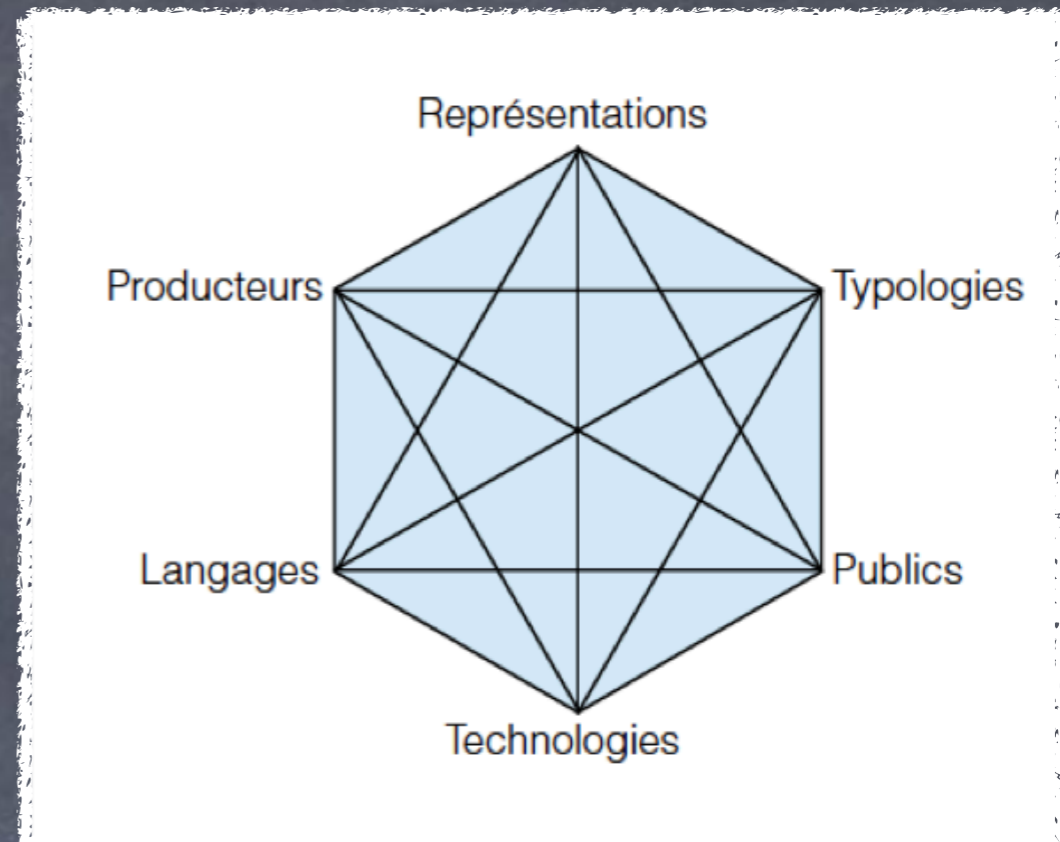 Représentations
Producteurs
Typologies
Langages
Publics
Technologies